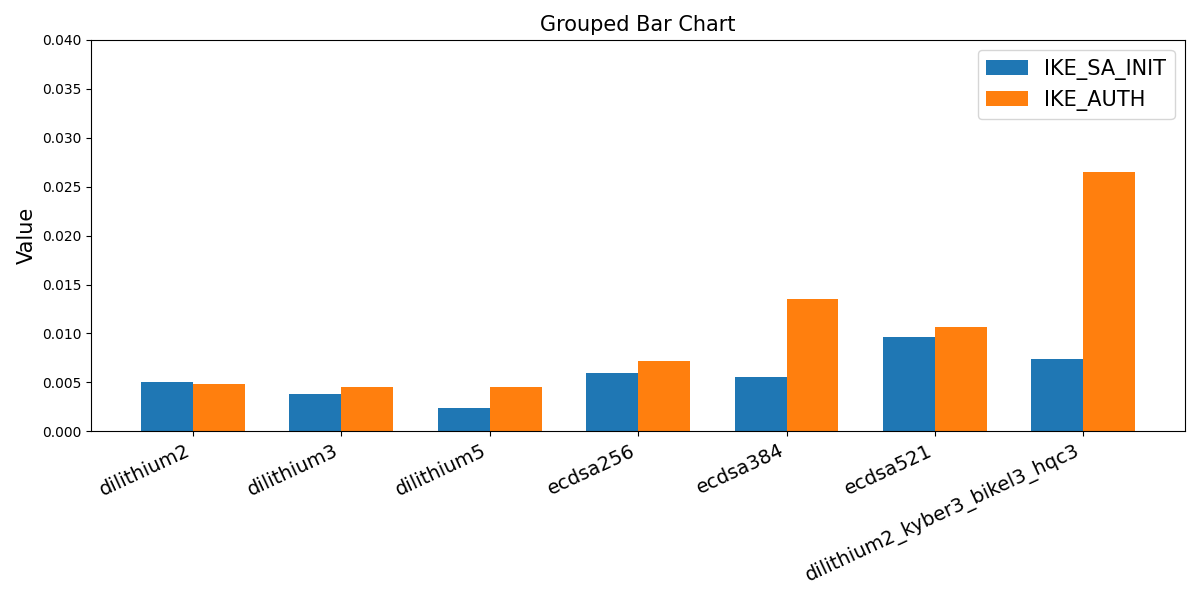 Grouped Bar Chart
0.040
0.035
0.030
0.025
0.020
0.015
0.010
0.005
0.000
Value
IKE_SA_INIT
IKE_AUTH
dilithium2
dilithium3
dilithium5
ecdsa256
ecdsa384
ecdsa521
dilithium2_kyber3_bikel3_hqc3